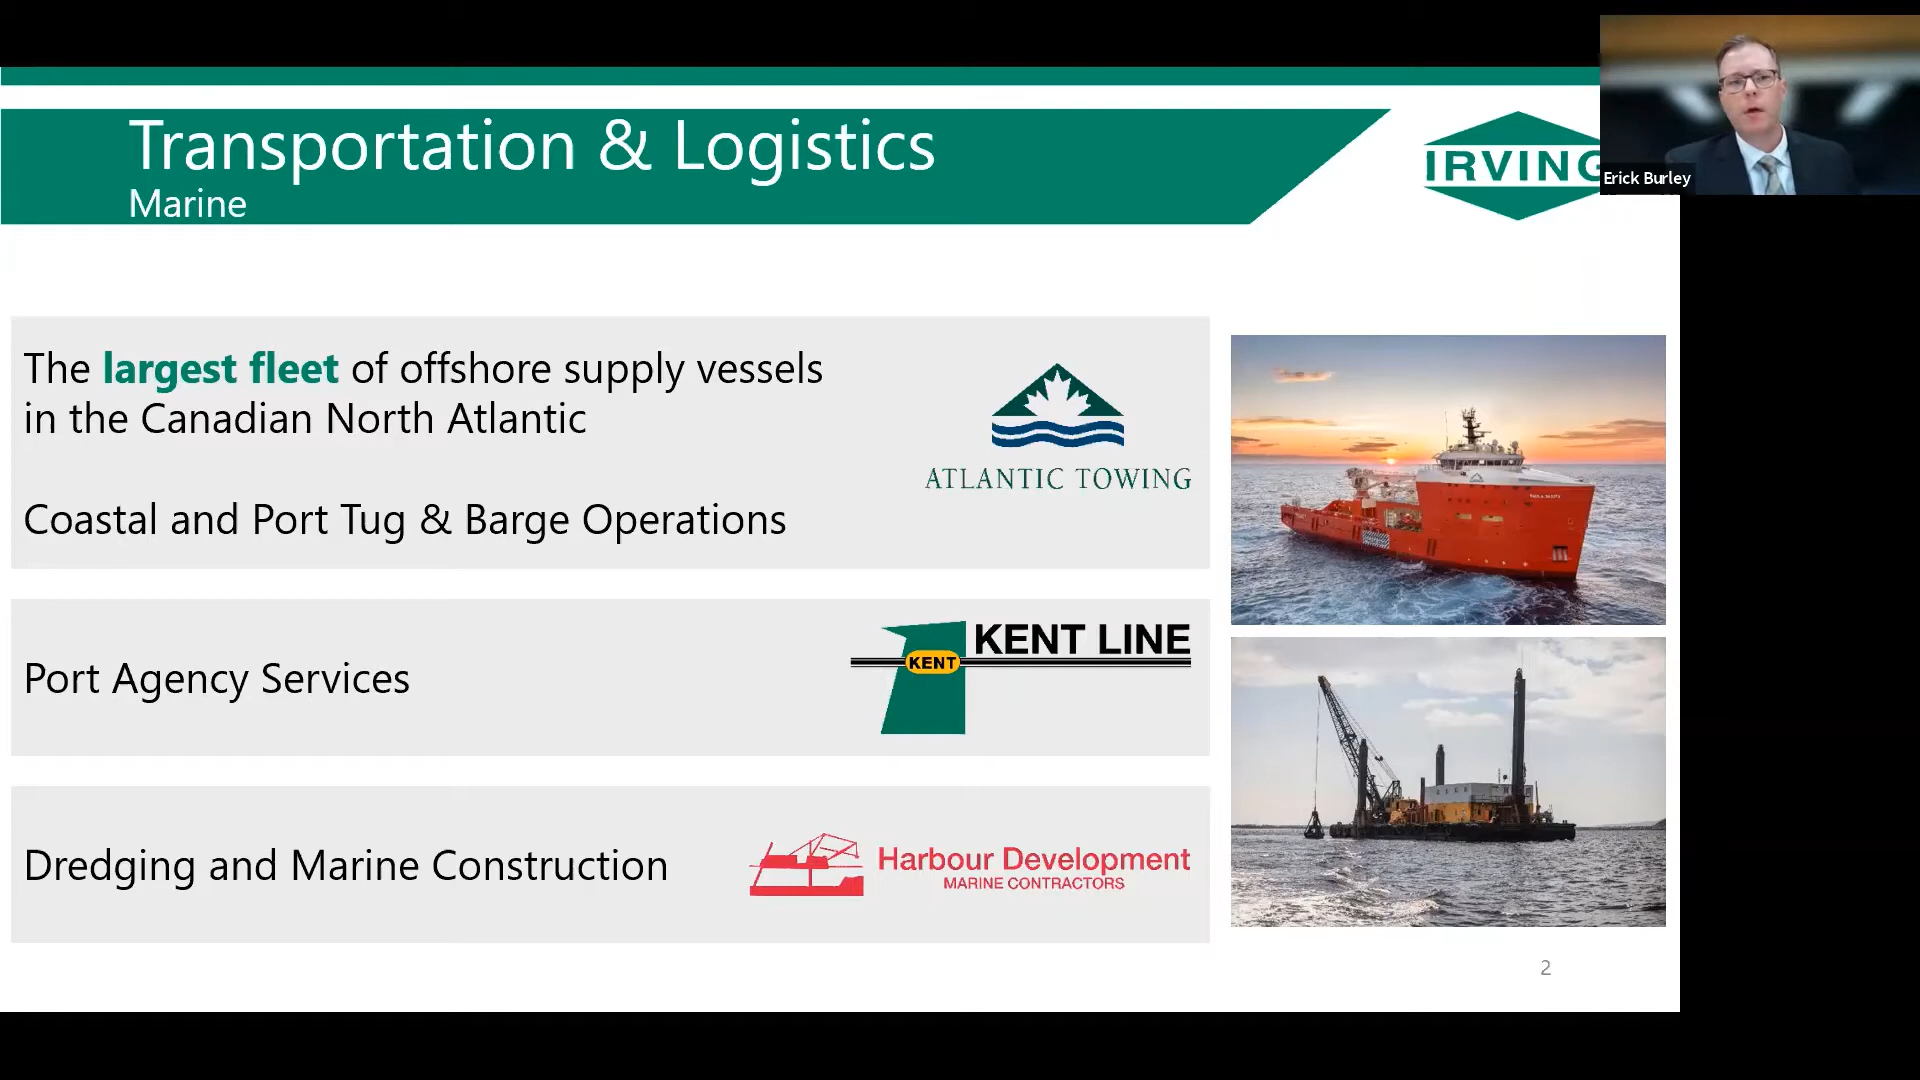 Transportation & Logistics
Marine
IRVING
Erick Burley
The largest fleet of offshore supply vessels
in the Canadian North Atlantic
Coastal and Port Tug & Barge Operations
ATLANTIC TOWING
Port Agency Services
KENT LINE
KENT
Dredging and Marine Construction
Harbour Development
MARINE CONTRACTORS
2